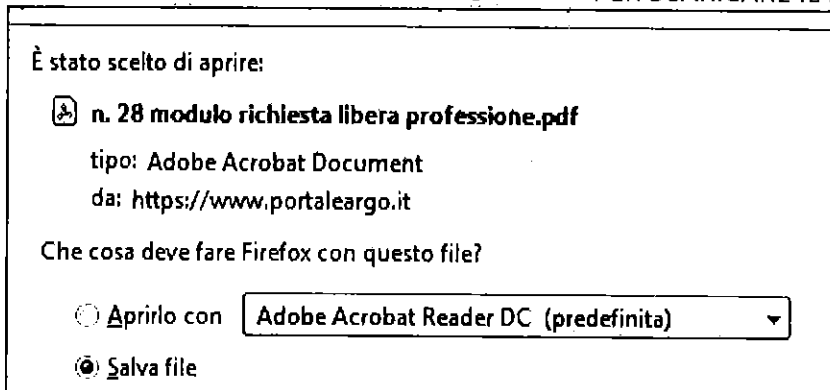 È stato scelto di aprire:
n. 28 modulo richiesta libera professione.pdf
tipo: Adobe Acrobat Document
da: https://www.portaleargo.it
Che cosa deve fare Firefox con questo file?
Aprirlo con Adobe Acrobat Reader DC (predefinita)
Salva file